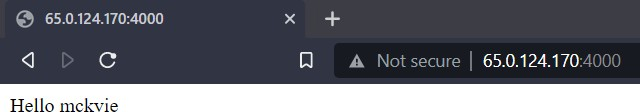 65.0.124.170:4000
Not secure | 65.0.124.170:4000
Hello mckvie